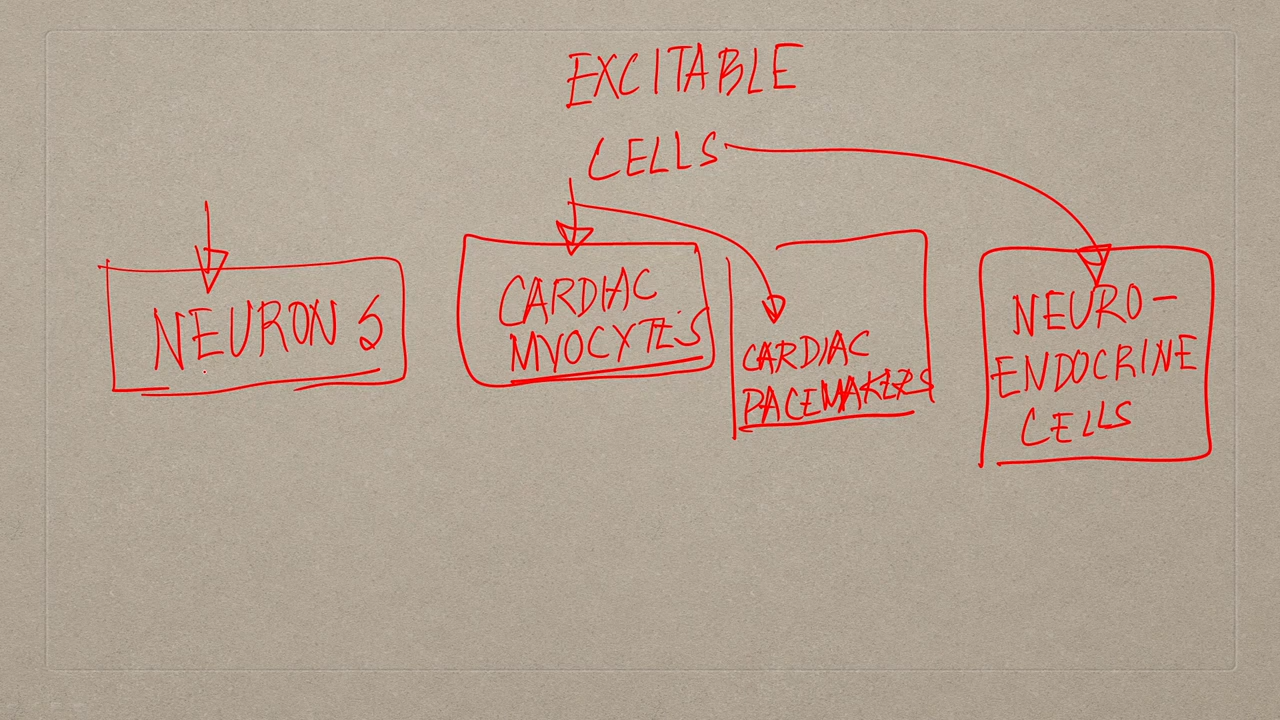 EXCITABLE
CELLS
NEURONS
CARDIAC
MYOCYTES
CARDIAC
PACEMAKERS
NEURO-
ENDOCRINE
CELLS